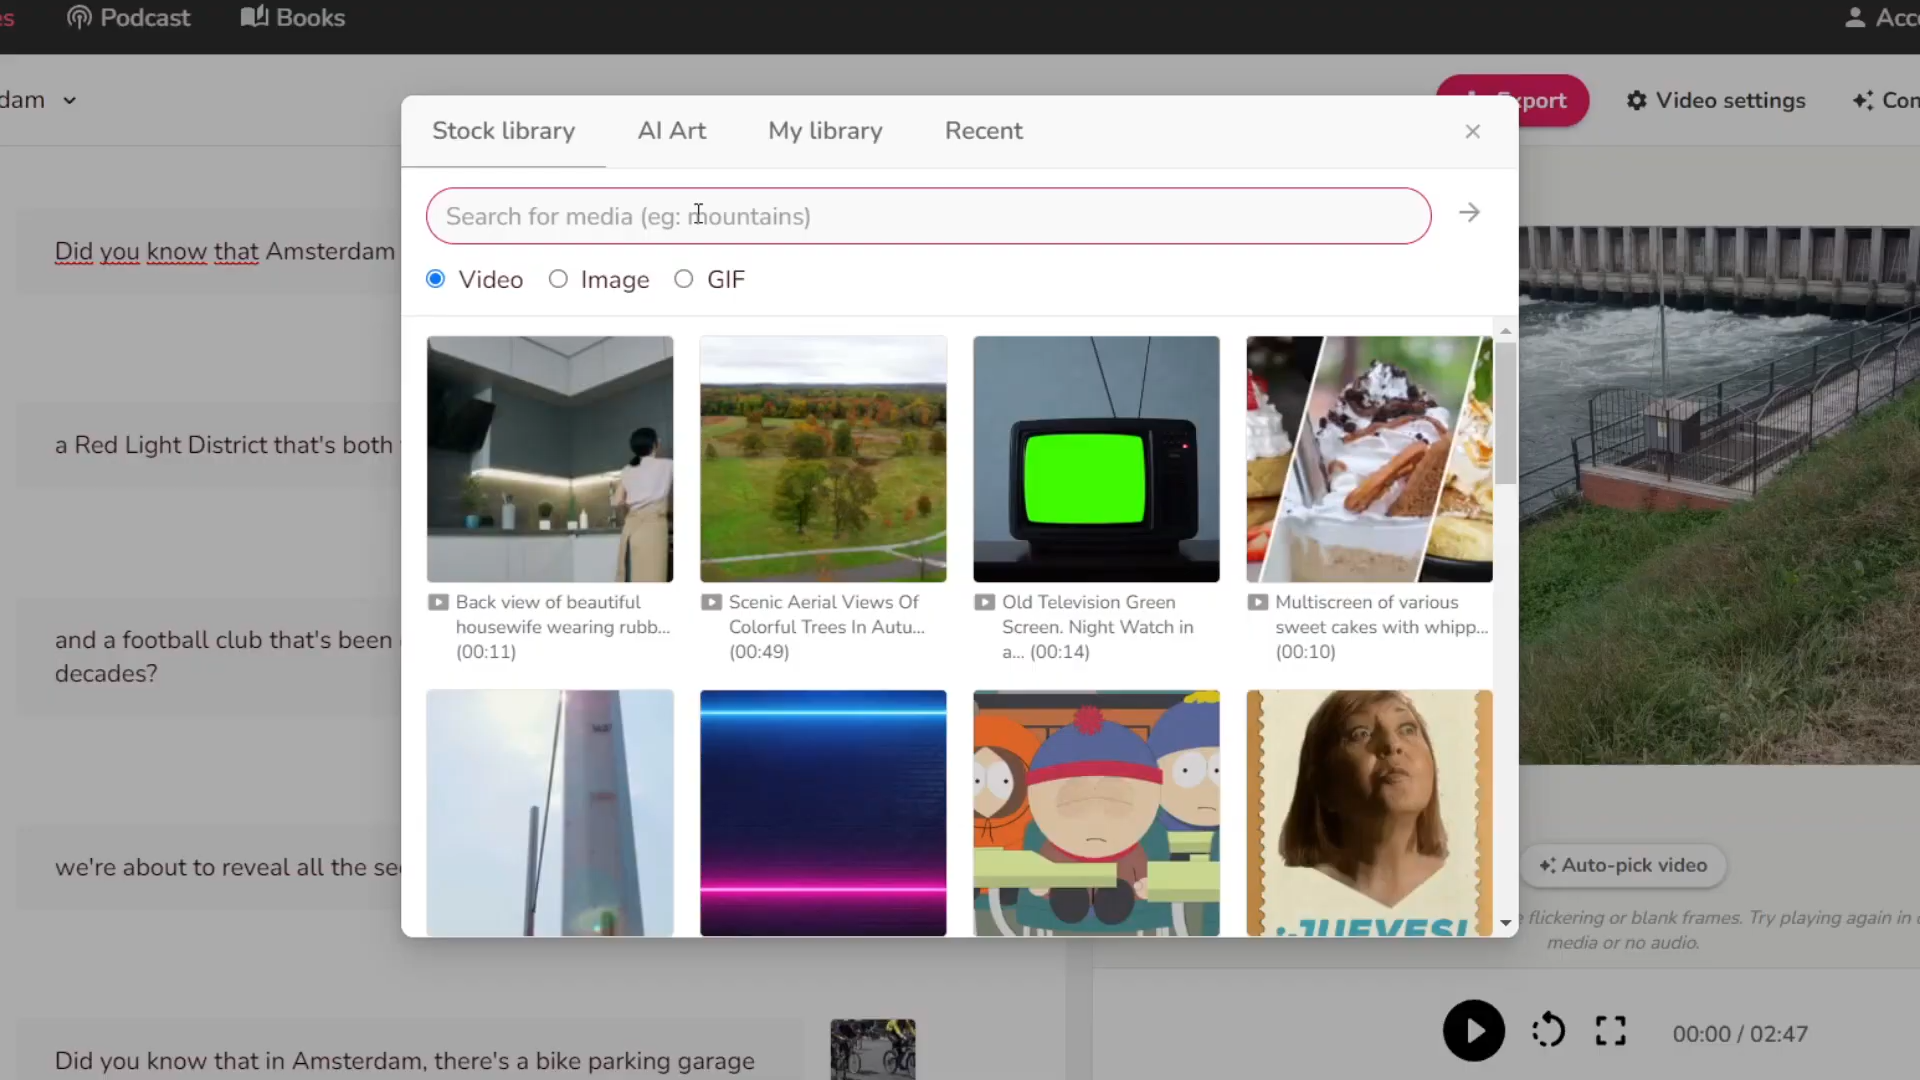 es
Podcast
Books
Acc
dam
Export
Video settings
Con
Stock library
AI Art
My library
Recent
Search for media (eg: mountains)
Video
Image
GIF
Did you know that Amsterdam
a Red Light District that's both
and a football club that's been
decades?
we're about to reveal all the se
Did you know that in Amsterdam, there's a bike parking garage
Back view of beautiful
housewife wearing rubb...
(00:11)
Scenic Aerial Views Of
Colorful Trees In Autu...
(00:49)
Old Television Green
Screen. Night Watch in
a... (00:14)
Multiscreen of various
sweet cakes with whipp...
(00:10)
¡JUEVES!
Auto-pick video
flickering or blank frames. Try playing again in
media or no audio.
00:00 / 02:47